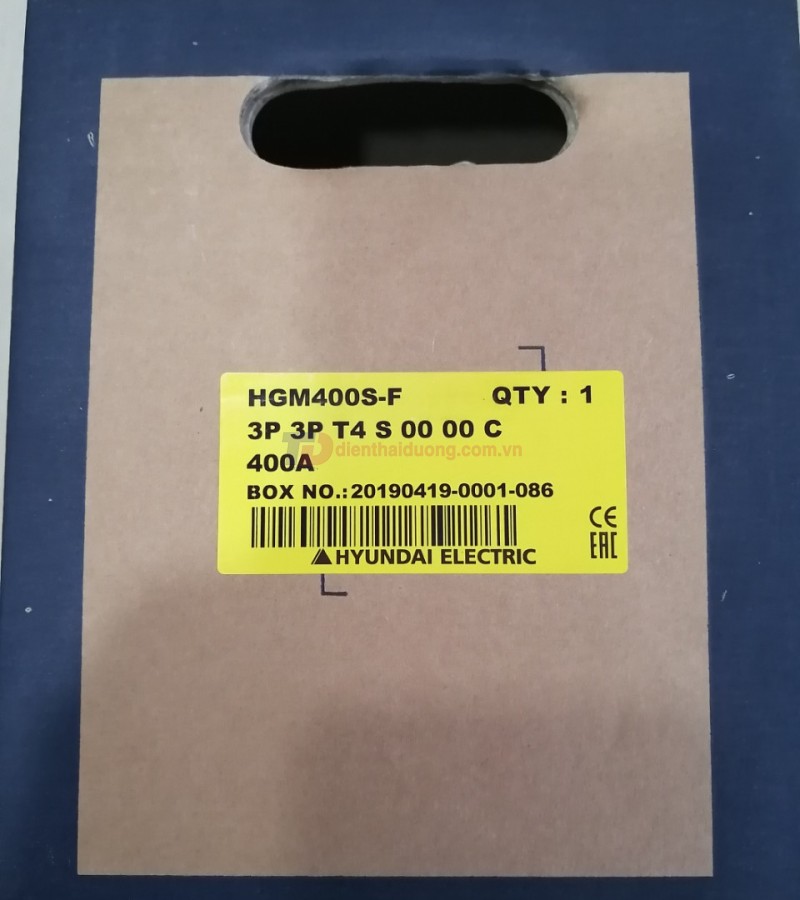 HGM400S-F QTY : 1
3P 3P T4 S 00 00 C
dienthaiduong.com.vn
400A
BOX NO.:20190419-0001-086
CE
EAC
HYUNDAI ELECTRIC